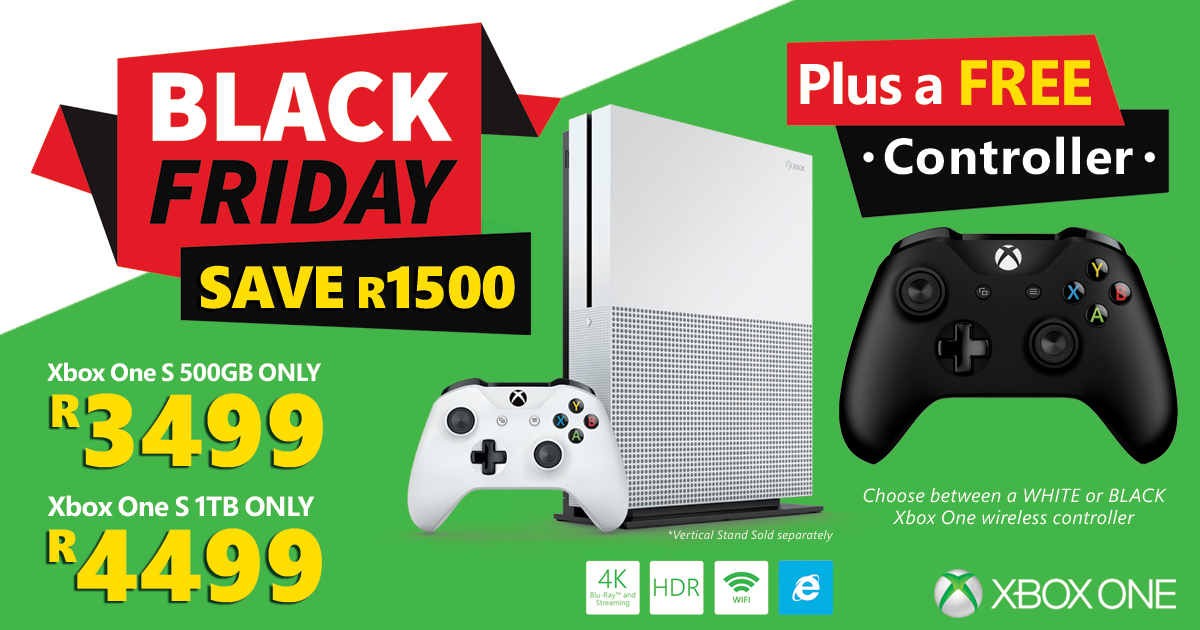 BLACK
FRIDAY
SAVE R1500
Xbox One S 500GB ONLY
R3499
Xbox One S 1TB ONLY
R4499
XBOX
Plus a FREE
• Controller •
Y
X B
A
Y
X B
A
Choose between a WHITE or BLACK
Xbox One wireless controller
*Vertical Stand Sold separately
4K
Blu-Ray™ and
Streaming
HDR
WIFI
XBOX ONE